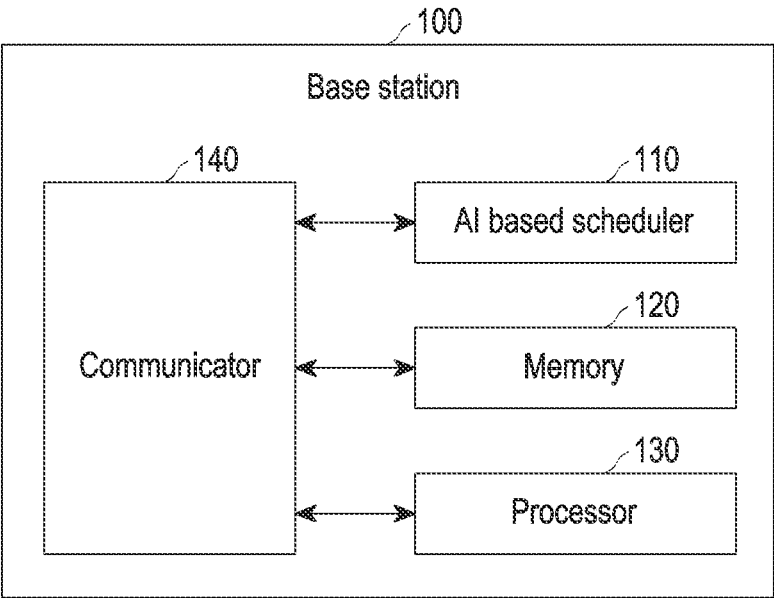 100
Base station
140
110
AI based scheduler
120
Communicator
Memory
130
Processor